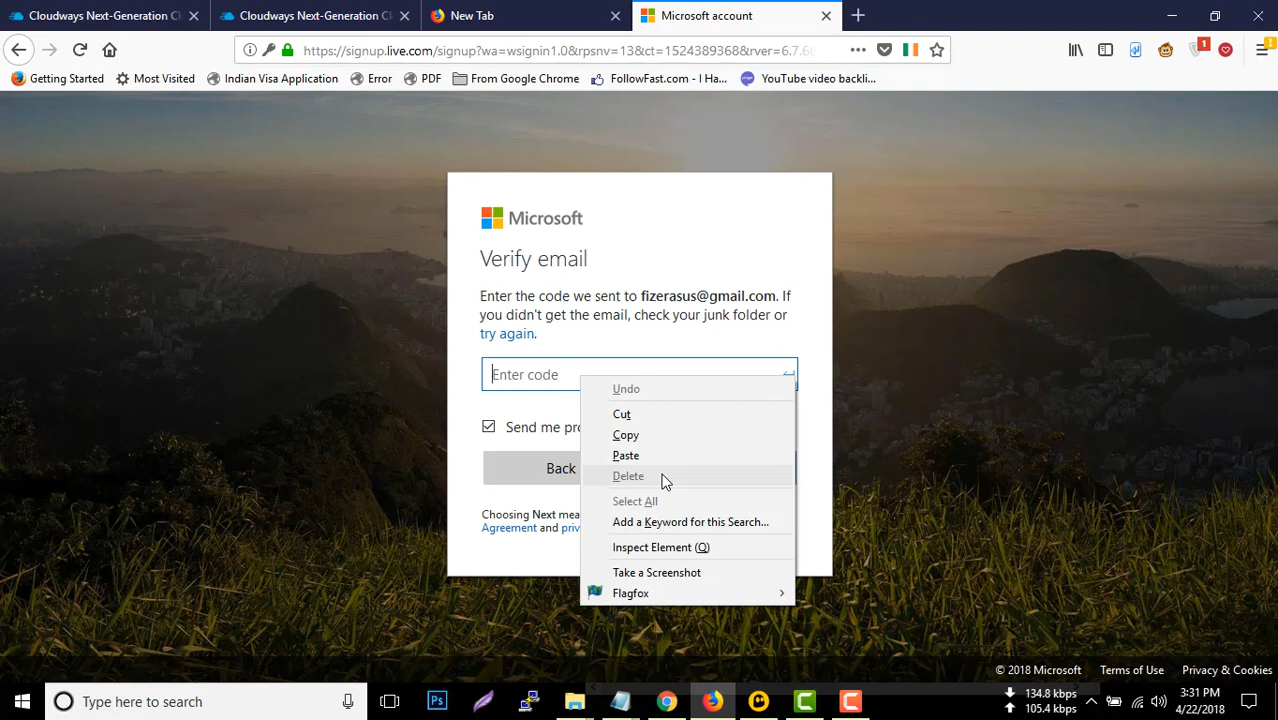 Cloudways Next-Generation Cl
Cloudways Next-Generation Cl
New Tab
Microsoft account
https://signup.live.com/signup?wa=wsignin1.0&rpsnv=13&ct=1524389368&rver=6.7.66
1
Getting Started
Most Visited
Indian Visa Application
Error
PDF
From Google Chrome
FollowFast.com - I Ha...
YouTube video backli...
Microsoft
Verify email
Enter the code we sent to fizerasus@gmail.com. If
you didn't get the email, check your junk folder or
try again.
Enter code
Send me pro
Back
Choosing Next mea
Agreement and priv
Undo
Cut
Copy
Paste
Delete
Select All
Add a Keyword for this Search...
Inspect Element (Q)
Take a Screenshot
Flagfox
© 2018 Microsoft
Terms of Use
Privacy & Cookies
Type here to search
Ps
134.8 kbps
105.4 kbps
3:31 PM
4/22/2018